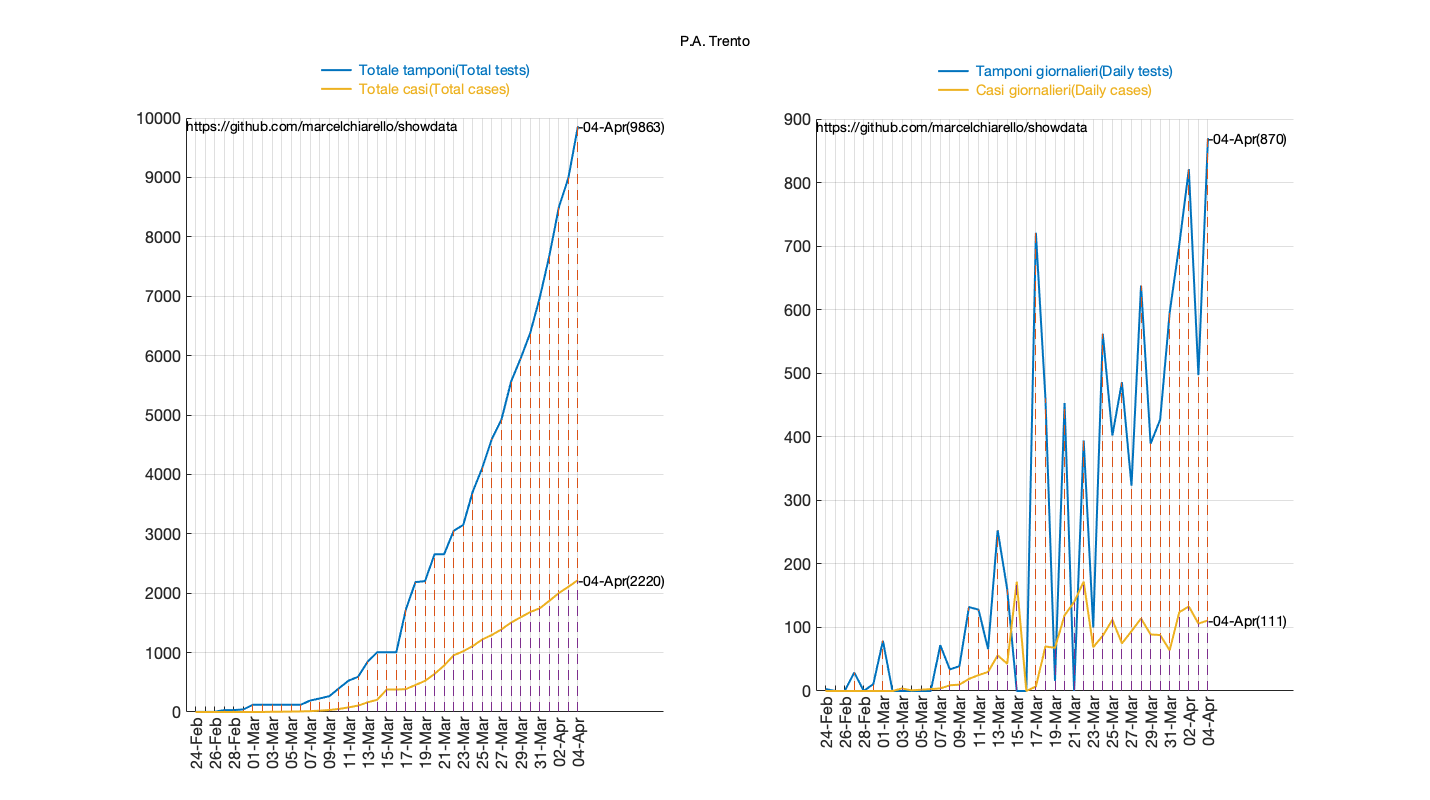 P.A. Trento
Totale tamponi(Total tests)
Totale casi(Total cases)
10000
9000
8000
7000
6000
5000
4000
3000
2000
1000
0
https://github.com/marcelchiarello/showdata
-04-Apr(9863)
-04-Apr(2220)
24-Feb
26-Feb
28-Feb
01-Mar
03-Mar
05-Mar
07-Mar
09-Mar
11-Mar
13-Mar
15-Mar
17-Mar
19-Mar
21-Mar
23-Mar
25-Mar
27-Mar
29-Mar
31-Mar
02-Apr
04-Apr
Tamponi giornalieri(Daily tests)
Casi giornalieri(Daily cases)
900
800
700
600
500
400
300
200
100
0
https://github.com/marcelchiarello/showdata
-04-Apr(870)
-04-Apr(111)
24-Feb
26-Feb
28-Feb
01-Mar
03-Mar
05-Mar
07-Mar
09-Mar
11-Mar
13-Mar
15-Mar
17-Mar
19-Mar
21-Mar
23-Mar
25-Mar
27-Mar
29-Mar
31-Mar
02-Apr
04-Apr